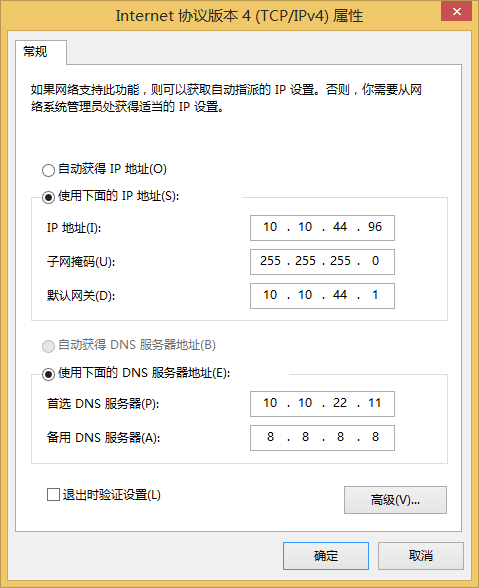 Internet 协议版本 4 (TCP/IPv4) 属性
常规
如果网络支持此功能，则可以获取自动指派的 IP 设置。否则，你需要从网
络系统管理员处获得适当的 IP 设置。
自动获得 IP 地址(O)
使用下面的 IP 地址(S):
IP 地址(I): 10 . 10 . 44 . 96
子网掩码(U): 255 . 255 . 255 . 0
默认网关(D): 10 . 10 . 44 . 1
自动获得 DNS 服务器地址(B)
使用下面的 DNS 服务器地址(E):
首选 DNS 服务器(P): 10 . 10 . 22 . 11
备用 DNS 服务器(A): 8 . 8 . 8 . 8
退出时验证设置(L)
高级(V)...
确定 取消